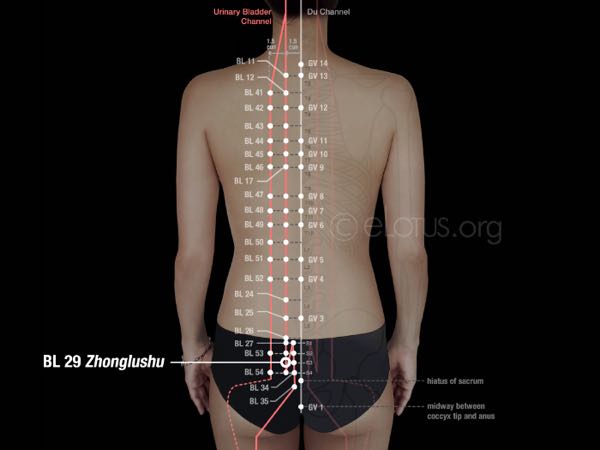 Urinary Bladder
Channel
Du Channel
1.5
cun
1.5
cun
BL 11
GV 14
GV 13
BL 12
BL 41
BL 42
GV 12
BL 43
BL 44
GV 11
BL 45
GV 10
BL 46
GV 9
BL 17
BL 47
GV 8
BL 48
GV 7
BL 49
GV 6
© eLOTUS.org
BL 50
BL 51
BL 52
GV 4
BL 24
BL 25
GV 3
BL 26
BL 27
S1
BL 53
S2
BL 29 Zhonglushu
S3
BL 54
S4
hiatus of sacrum
BL 34
BL 35
GV 1
midway between
coccyx tip and anus